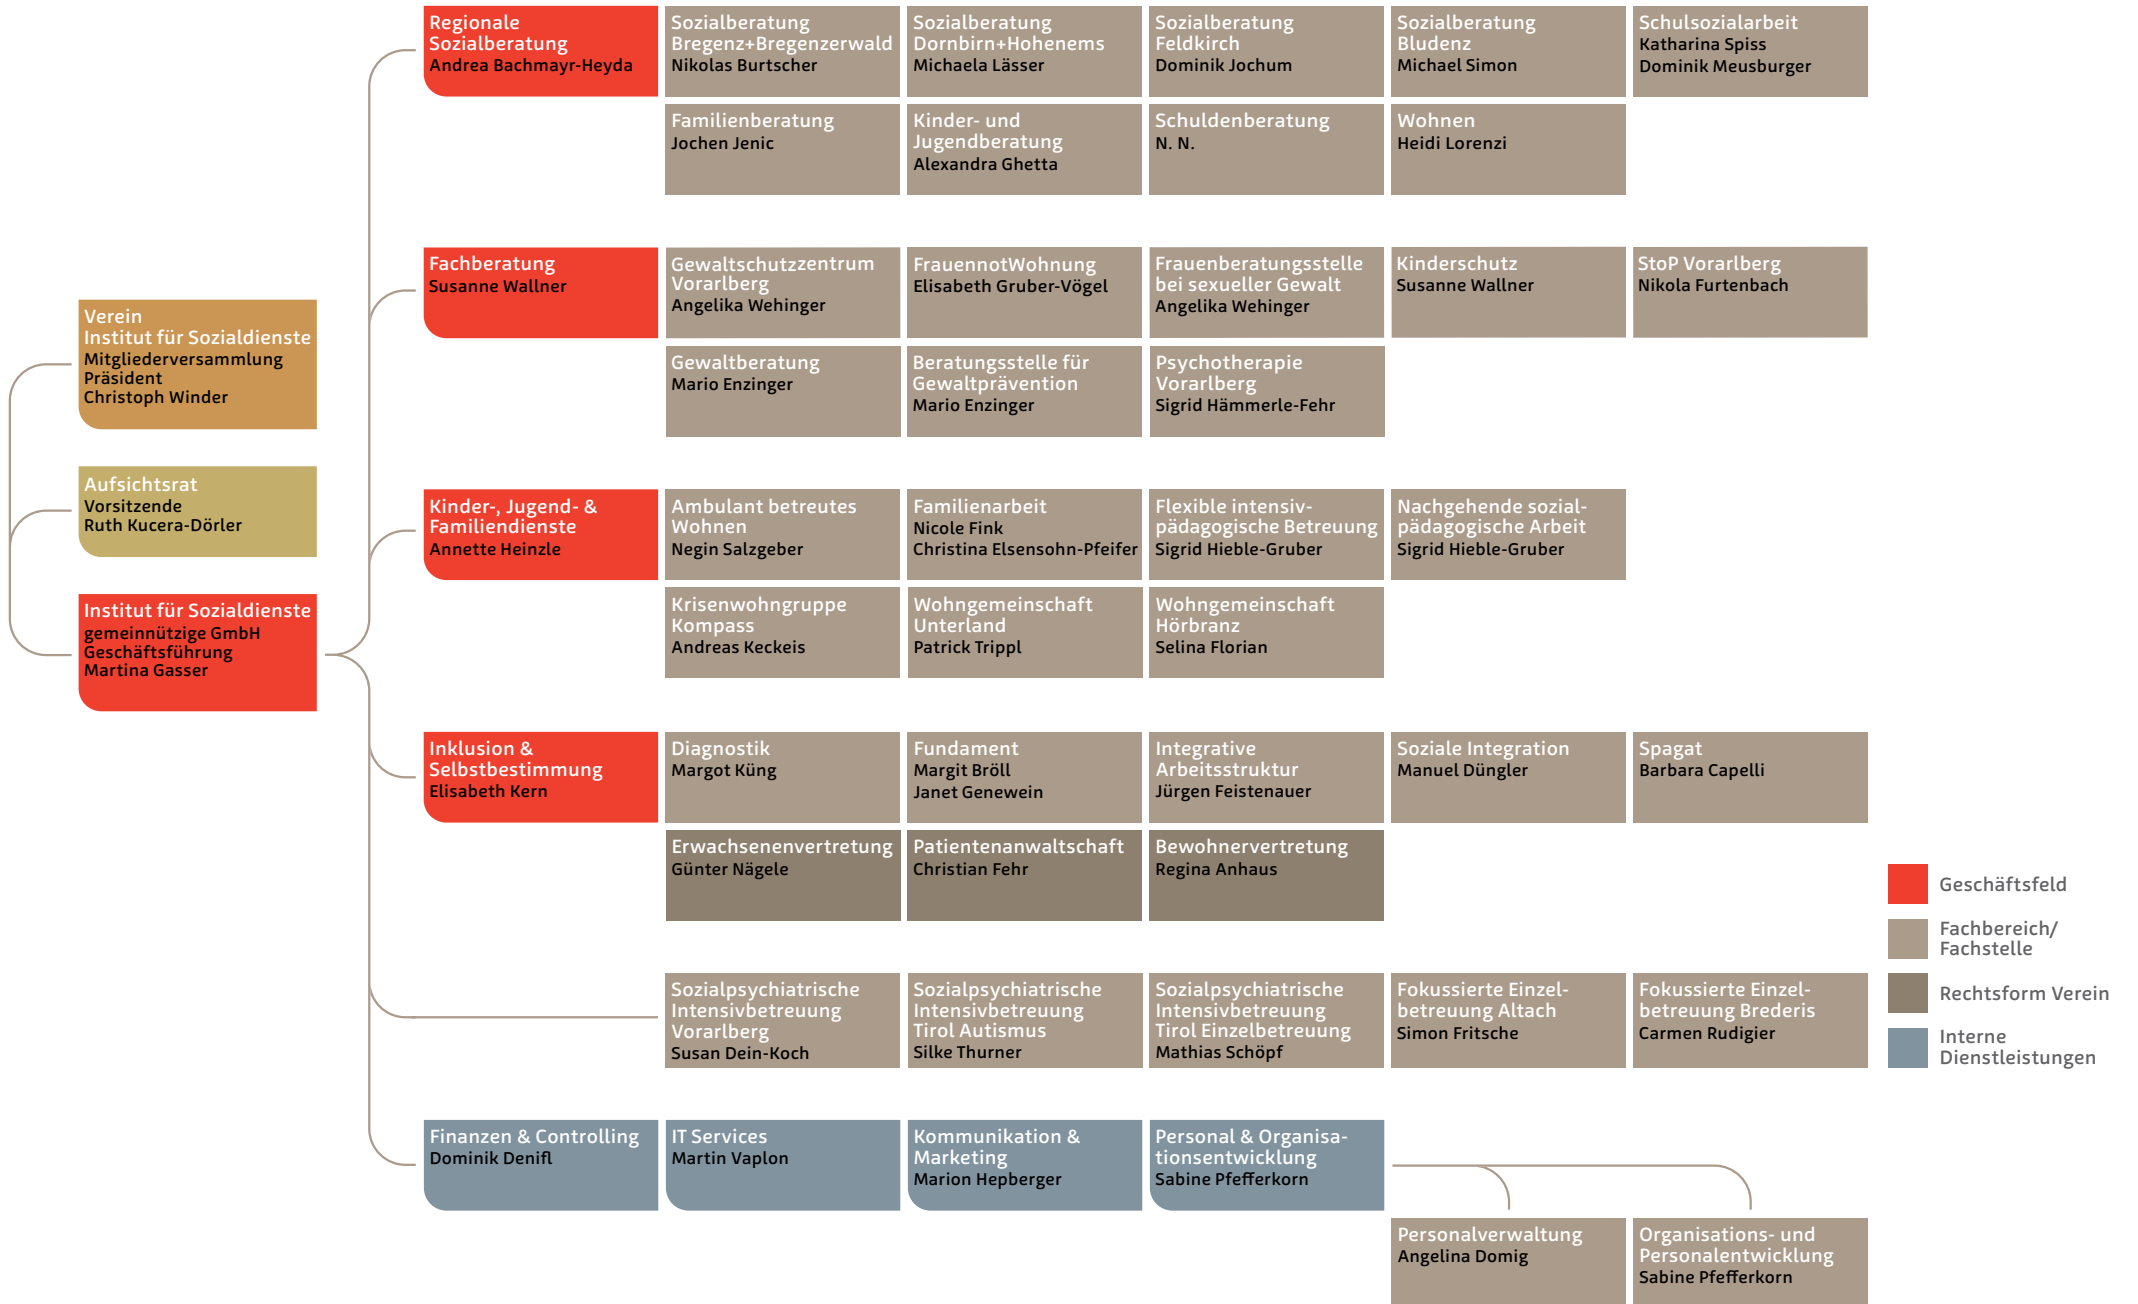 Regionale
Sozialberatung
Andrea Bachmayr-Heyda
Sozialberatung
Bregenz+Bregenzerwald
Nikolas Burtscher
Sozialberatung
Dornbirn+Hohenems
Michaela Lässer
Sozialberatung
Feldkirch
Dominik Jochum
Sozialberatung
Bludenz
Michael Simon
Schulsozialarbeit
Katharina Spiss
Dominik Meusburger
Familienberatung
Jochen Jenic
Kinder- und
Jugendberatung
Alexandra Ghetta
Schuldenberatung
N. N.
Wohnen
Heidi Lorenzi
Fachberatung
Susanne Wallner
Gewaltschutzzentrum
Vorarlberg
Angelika Wehinger
FrauennotWohnung
Elisabeth Gruber-Vögel
Frauenberatungsstelle
bei sexueller Gewalt
Angelika Wehinger
Kinderschutz
Susanne Wallner
StoP Vorarlberg
Nikola Furtenbach
Gewaltberatung
Mario Enzinger
Beratungsstelle für
Gewaltprävention
Mario Enzinger
Psychotherapie
Vorarlberg
Sigrid Hämmerle-Fehr
Verein
Institut für Sozialdienste
Mitgliederversammlung
Präsident
Christoph Winder
Aufsichtsrat
Vorsitzende
Ruth Kucera-Dörler
Institut für Sozialdienste
gemeinnützige GmbH
Geschäftsführung
Martina Gasser
Kinder-, Jugend- &
Familiendienste
Annette Heinzle
Ambulant betreutes
Wohnen
Negin Salzgeber
Familienarbeit
Nicole Fink
Christina Elsensohn-Pfeifer
Flexible intensiv-
pädagogische Betreuung
Sigrid Hieble-Gruber
Nachgehende sozial-
pädagogische Arbeit
Sigrid Hieble-Gruber
Krisenwohngruppe
Kompass
Andreas Keckeis
Wohngemeinschaft
Unterland
Patrick Trippl
Wohngemeinschaft
Hörbranz
Selina Florian
Inklusion &
Selbstbestimmung
Elisabeth Kern
Diagnostik
Margot Küng
Fundament
Margit Bröll
Janet Genewein
Integrative
Arbeitsstruktur
Jürgen Feistenauer
Soziale Integration
Manuel Düngler
Spagat
Barbara Capelli
Erwachsenenvertretung
Günter Nägele
Patientenanwaltschaft
Christian Fehr
Bewohnervertretung
Regina Anhaus
Sozialpsychiatrische
Intensivbetreuung
Vorarlberg
Susan Dein-Koch
Sozialpsychiatrische
Intensivbetreuung
Tirol Autismus
Silke Thurner
Sozialpsychiatrische
Intensivbetreuung
Tirol Einzelbetreuung
Mathias Schöpf
Fokussierte Einzel-
betreuung Altach
Simon Fritsche
Fokussierte Einzel-
betreuung Brederis
Carmen Rudigier
Geschäftsfeld
Fachbereich/
Fachstelle
Rechtsform Verein
Interne
Dienstleistungen
Finanzen & Controlling
Dominik Denifl
IT Services
Martin Vaplon
Kommunikation &
Marketing
Marion Hepberger
Personal & Organisa-
tionsentwicklung
Sabine Pfefferkorn
Personalverwaltung
Angelina Domig
Organisations- und
Personalentwicklung
Sabine Pfefferkorn